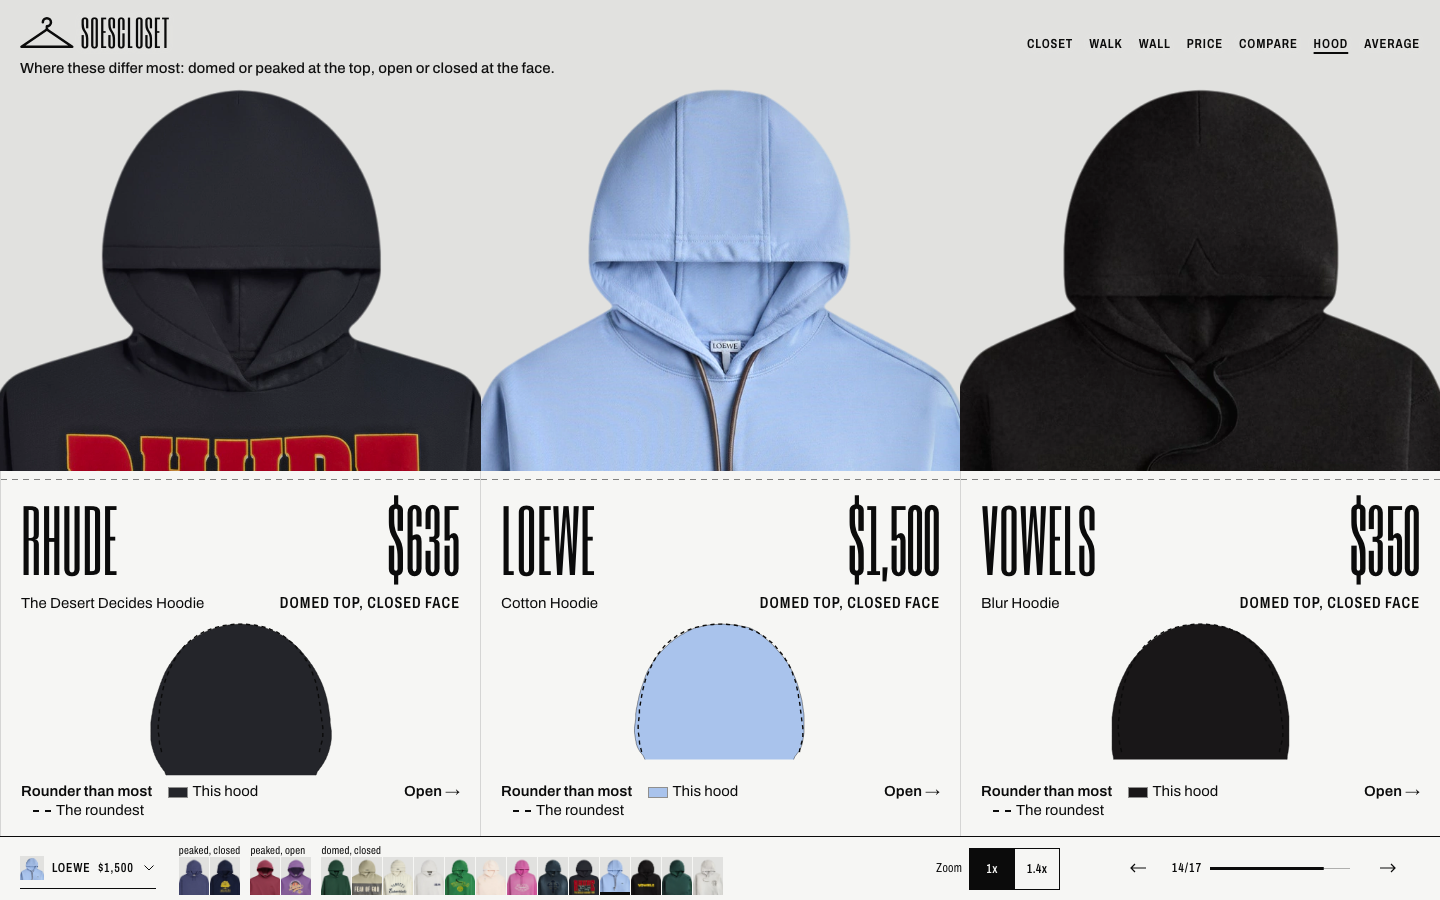 SOESCLOSET
CLOSET WALK WALL PRICE COMPARE HOOD AVERAGE
Where these differ most: domed or peaked at the top, open or closed at the face.
LOEWE
RHUDE $635
The Desert Decides Hoodie DOMED TOP, CLOSED FACE
Rounder than most This hood Open →
The roundest
LOEWE $1,500
Cotton Hoodie DOMED TOP, CLOSED FACE
Rounder than most This hood Open →
The roundest
VOWELS $350
Blur Hoodie DOMED TOP, CLOSED FACE
Rounder than most This hood Open →
The roundest
LOEWE $1,500
peaked, closed peaked, open domed, closed
Zoom 1x 1.4x
← 14/17 →